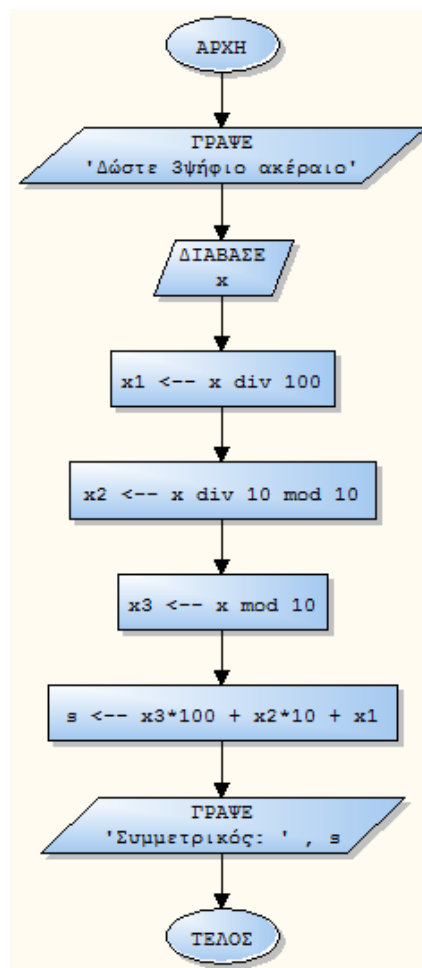 ΑΡΧΗ
ΓΡΑΨΕ
'Δώστε 3ψήφιο ακέραιο'
ΔΙΑΒΑΣΕ
x
x1 <-- x div 100
x2 <-- x div 10 mod 10
x3 <-- x mod 10
s <-- x3*100 + x2*10 + x1
ΓΡΑΨΕ
'Συμμετρικός: ' , s
ΤΕΛΟΣ